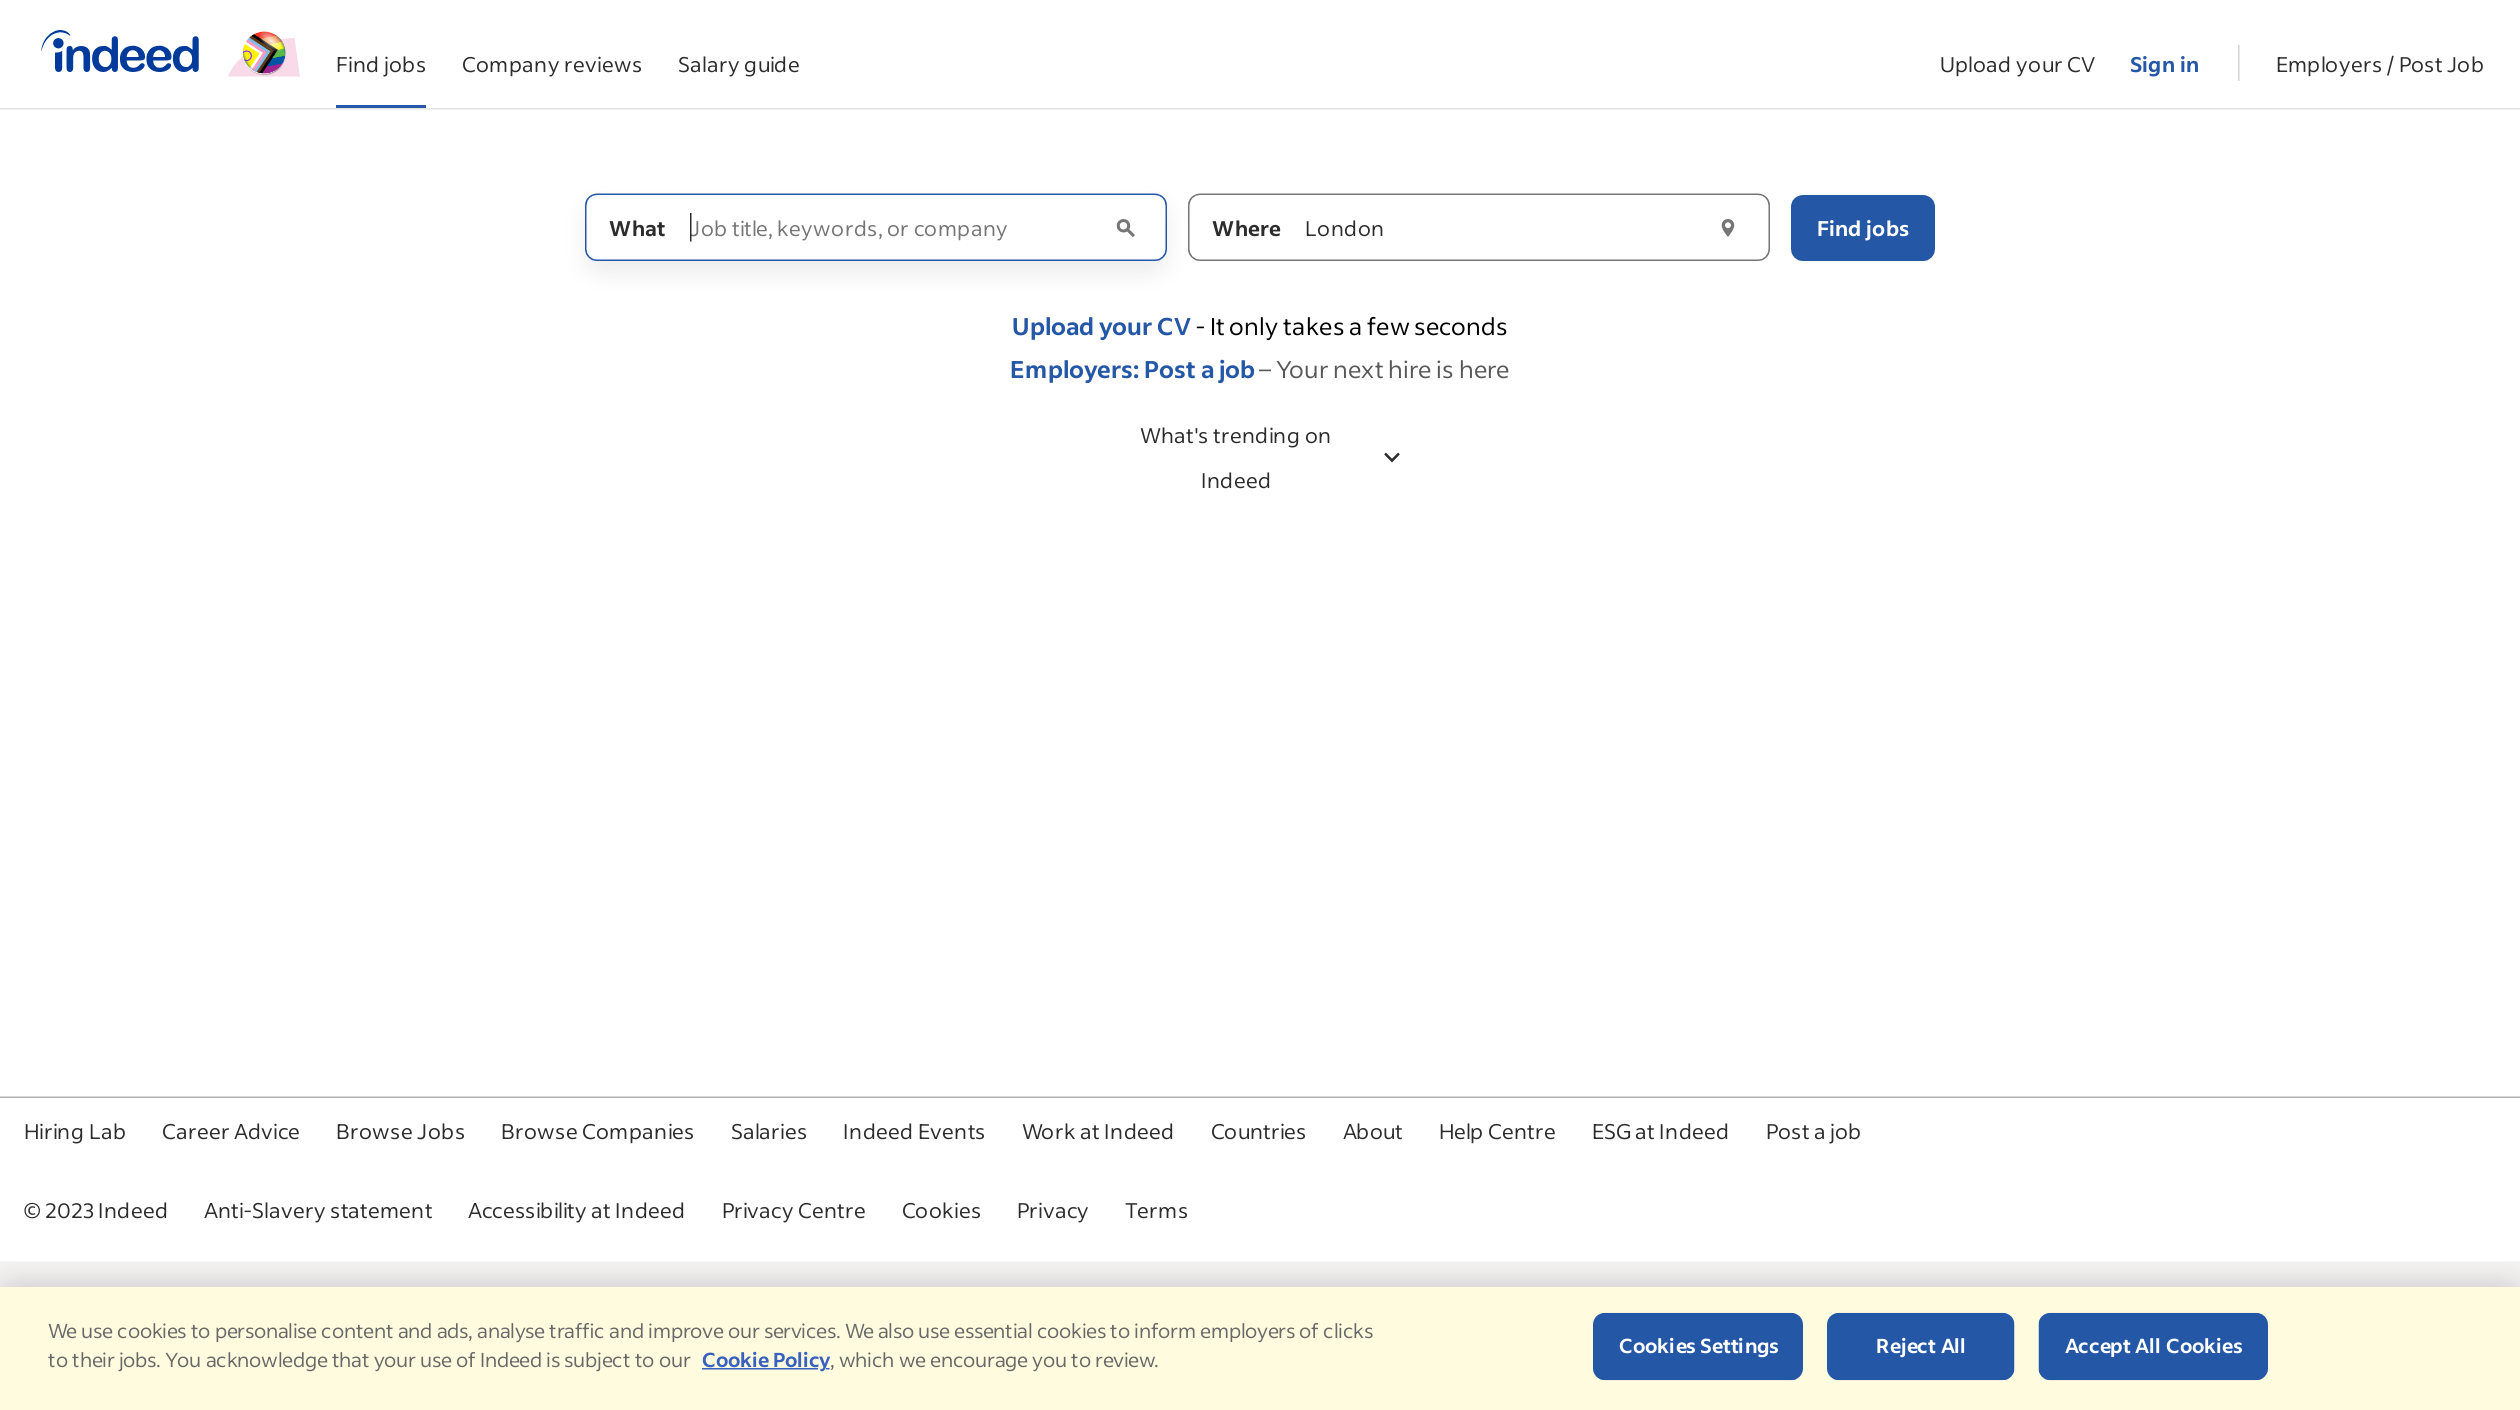 indeed
Find jobs
Company reviews
Salary guide
Upload your CV
Sign in
Employers / Post Job
What
Job title, keywords, or company
Where
London
Find jobs
Upload your CV - It only takes a few seconds
Employers: Post a job – Your next hire is here
What's trending on
Indeed
Hiring Lab
Career Advice
Browse Jobs
Browse Companies
Salaries
Indeed Events
Work at Indeed
Countries
About
Help Centre
ESG at Indeed
Post a job
© 2023 Indeed
Anti-Slavery statement
Accessibility at Indeed
Privacy Centre
Cookies
Privacy
Terms
We use cookies to personalise content and ads, analyse traffic and improve our services. We also use essential cookies to inform employers of clicks
to their jobs. You acknowledge that your use of Indeed is subject to our Cookie Policy, which we encourage you to review.
Cookies Settings
Reject All
Accept All Cookies